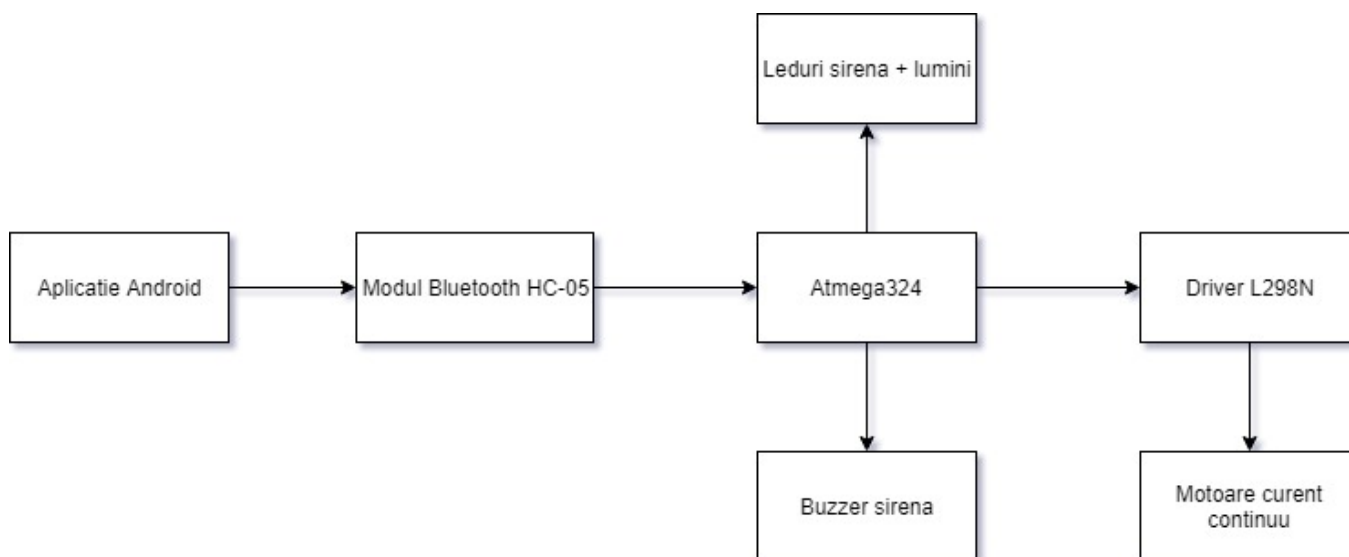 Leduri sirena + lumini
Aplicatie Android
Modul Bluetooth HC-05
Atmega324
Driver L298N
Buzzer sirena
Motoare curent
continuu